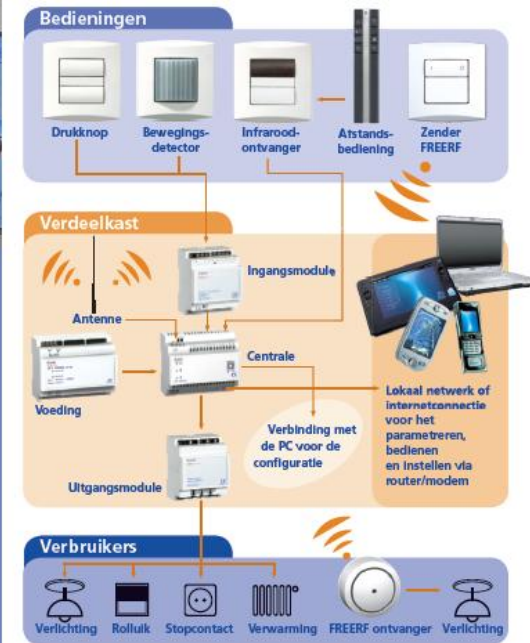 Bedieningen
Drukknop
Bewegings-
detector
Infrarood-
ontvanger
Afstands-
bediening
Zender
FREERF
Verdeelkast
Ingangsmodule
Antenne
Centrale
Voeding
Verbinding met
de PC voor de
configuratie
Lokaal netwerk of
internetconnectie
voor het
parametreren,
bedienen
en instellen via
router/modem
Uitgangsmodule
Verbruikers
Verlichting
Rolluik
Stopcontact
Verwarming
FREERF ontvanger
Verlichting